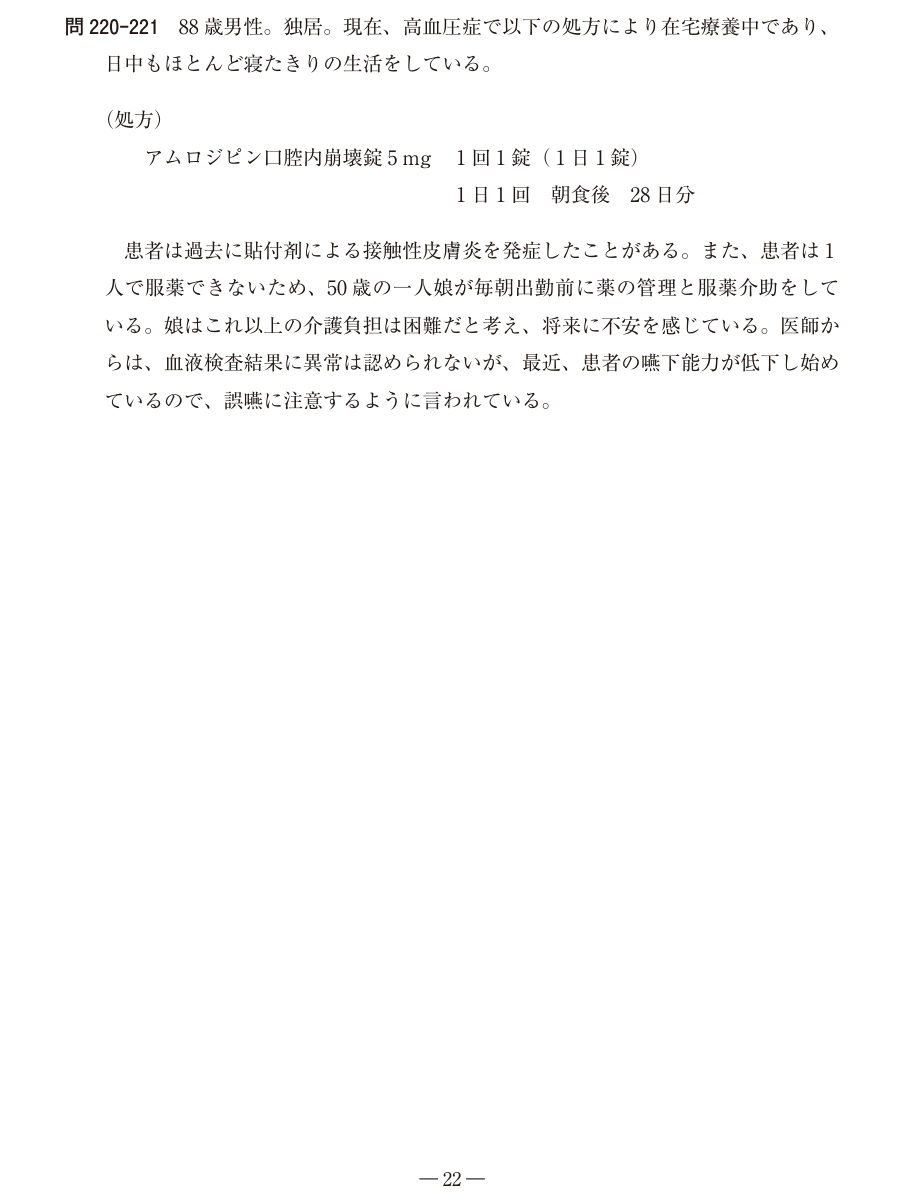 問 220-221　88 歳男性。独居。現在、高血圧症で以下の処方により在宅療養中であり、
日中もほとんど寝たきりの生活をしている。
（処方）
アムロジピン口腔内崩壊錠 5 mg　1 回 1 錠（1 日 1 錠）
1 日 1 回　朝食後　28 日分
患者は過去に貼付剤による接触性皮膚炎を発症したことがある。また、患者は 1
人で服薬できないため、50 歳の一人娘が毎朝出勤前に薬の管理と服薬介助をして
いる。娘はこれ以上の介護負担は困難だと考え、将来に不安を感じている。医師か
らは、血液検査結果に異常は認められないが、最近、患者の嚥下能力が低下し始め
ているので、誤嚥に注意するように言われている。
— 22 —